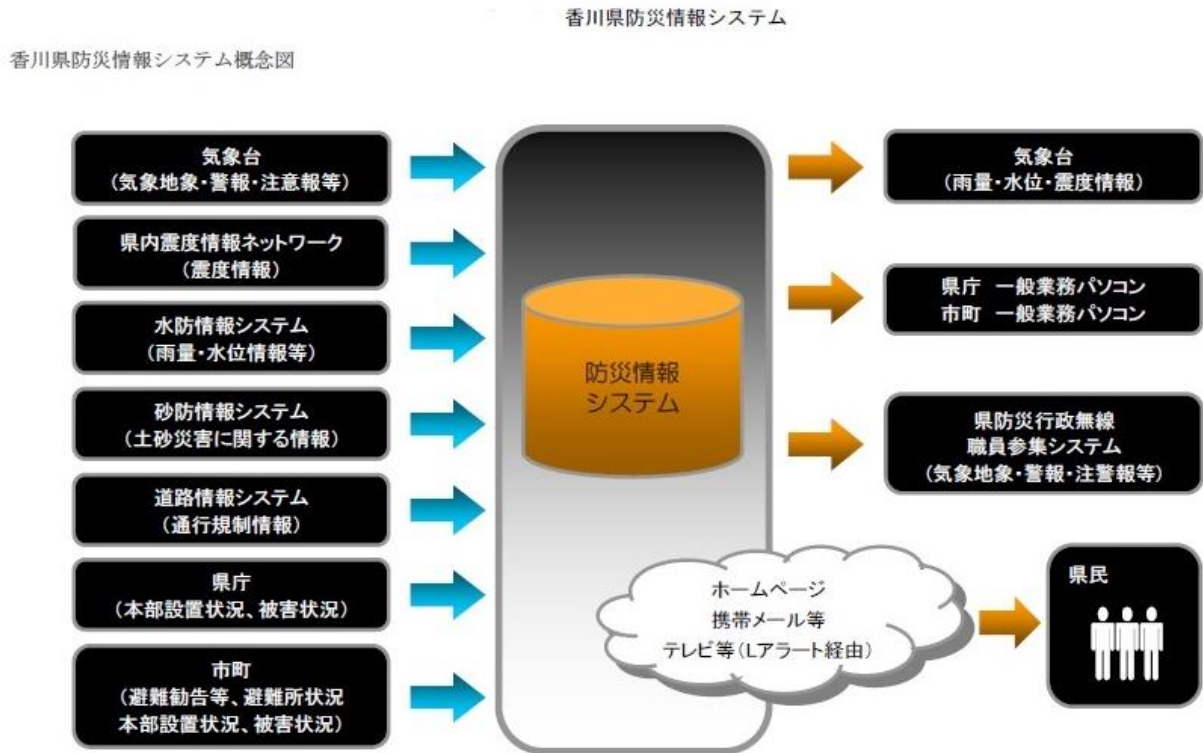 香川県防災情報システム
香川県防災情報システム概念図
気象台
(気象地象・警報・注意報等)
県内震度情報ネットワーク
(震度情報)
水防情報システム
(雨量・水位情報等)
砂防情報システム
(土砂災害に関する情報)
道路情報システム
(通行規制情報)
県庁
(本部設置状況、被害状況)
市町
(避難勧告等、避難所状況
本部設置状況、被害状況)
防災情報
システム
気象台
(雨量・水位・震度情報)
県庁 一般業務パソコン
市町 一般業務パソコン
県防災行政無線
職員参集システム
(気象地象・警報・注警報等)
ホームページ
携帯メール等
テレビ等(Lアラート経由)
県民